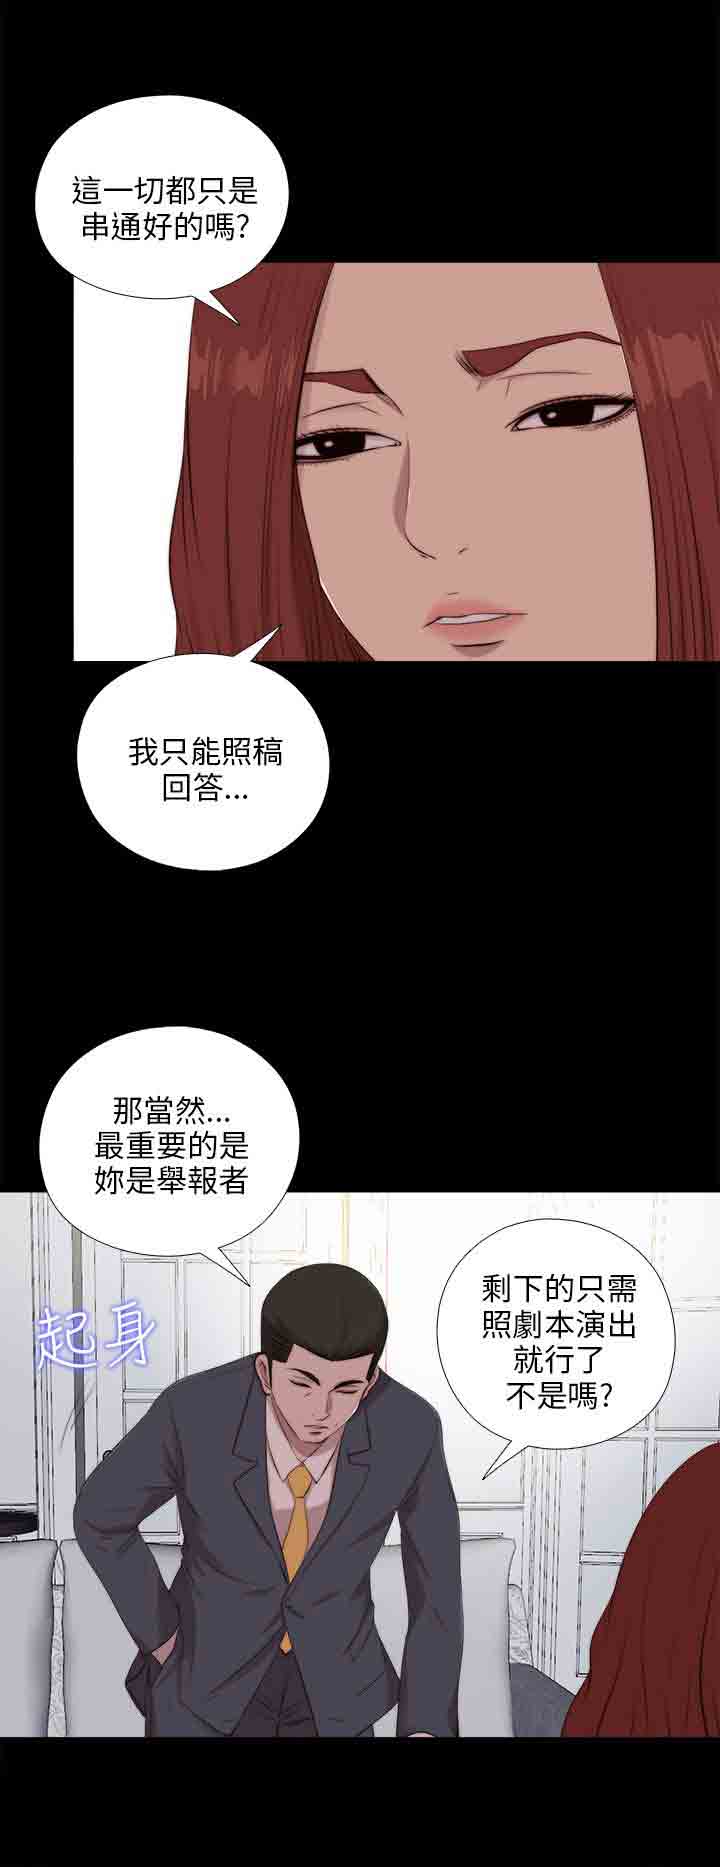 這一切都只是
串通好的嗎?
我只能照稿
回答...
那當然...
最重要的是
妳是舉報者
起身
剩下的只需
照劇本演出
就行了
不是嗎?